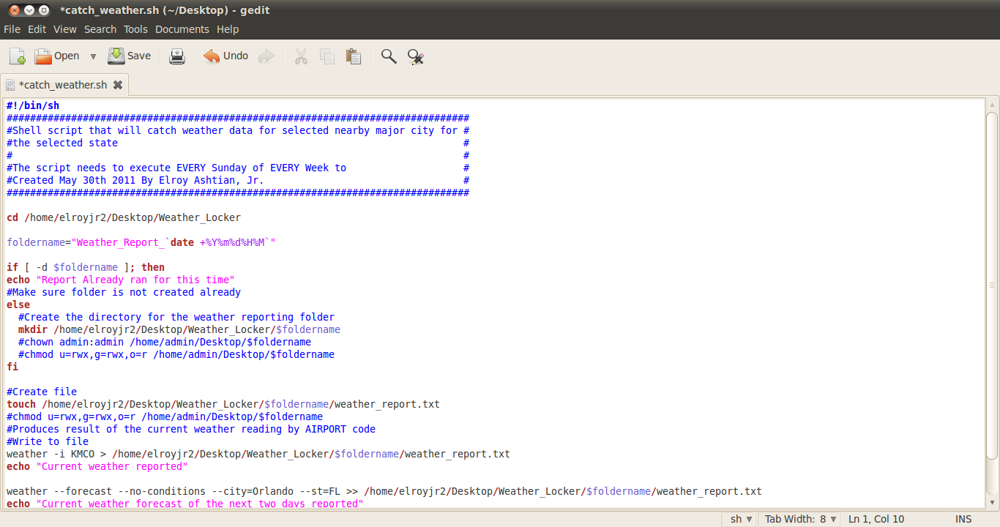 *catch_weather.sh (~/Desktop) - gedit
File Edit View Search Tools Documents Help
Open Save Undo
*catch_weather.sh
#!/bin/sh
###############################################################################
#Shell script that will catch weather data for selected nearby major city for #
#the selected state                                                           #
#                                                                             #
#The script needs to execute EVERY Sunday of EVERY Week to                    #
#Created May 30th 2011 By Elroy Ashtian, Jr.                                  #
###############################################################################
cd /home/elroyjr2/Desktop/Weather_Locker
foldername="Weather_Report_`date +%Y%m%d%H%M`"
if [ -d $foldername ]; then
echo "Report Already ran for this time"
#Make sure folder is not created already
else
  #Create the directory for the weather reporting folder
  mkdir /home/elroyjr2/Desktop/Weather_Locker/$foldername
  #chown admin:admin /home/admin/Desktop/$foldername
  #chmod u=rwx,g=rwx,o=r /home/admin/Desktop/$foldername
fi
#Create file
touch /home/elroyjr2/Desktop/Weather_Locker/$foldername/weather_report.txt
#chmod u=rwx,g=rwx,o=r /home/admin/Desktop/$foldername
#Produces result of the current weather reading by AIRPORT code
#Write to file
weather -i KMCO > /home/elroyjr2/Desktop/Weather_Locker/$foldername/weather_report.txt
echo "Current weather reported"
weather --forecast --no-conditions --city=Orlando --st=FL >> /home/elroyjr2/Desktop/Weather_Locker/$foldername/weather_report.txt
echo "Current weather forecast of the next two days reported"
sh Tab Width: 8 Ln 1, Col 10 INS